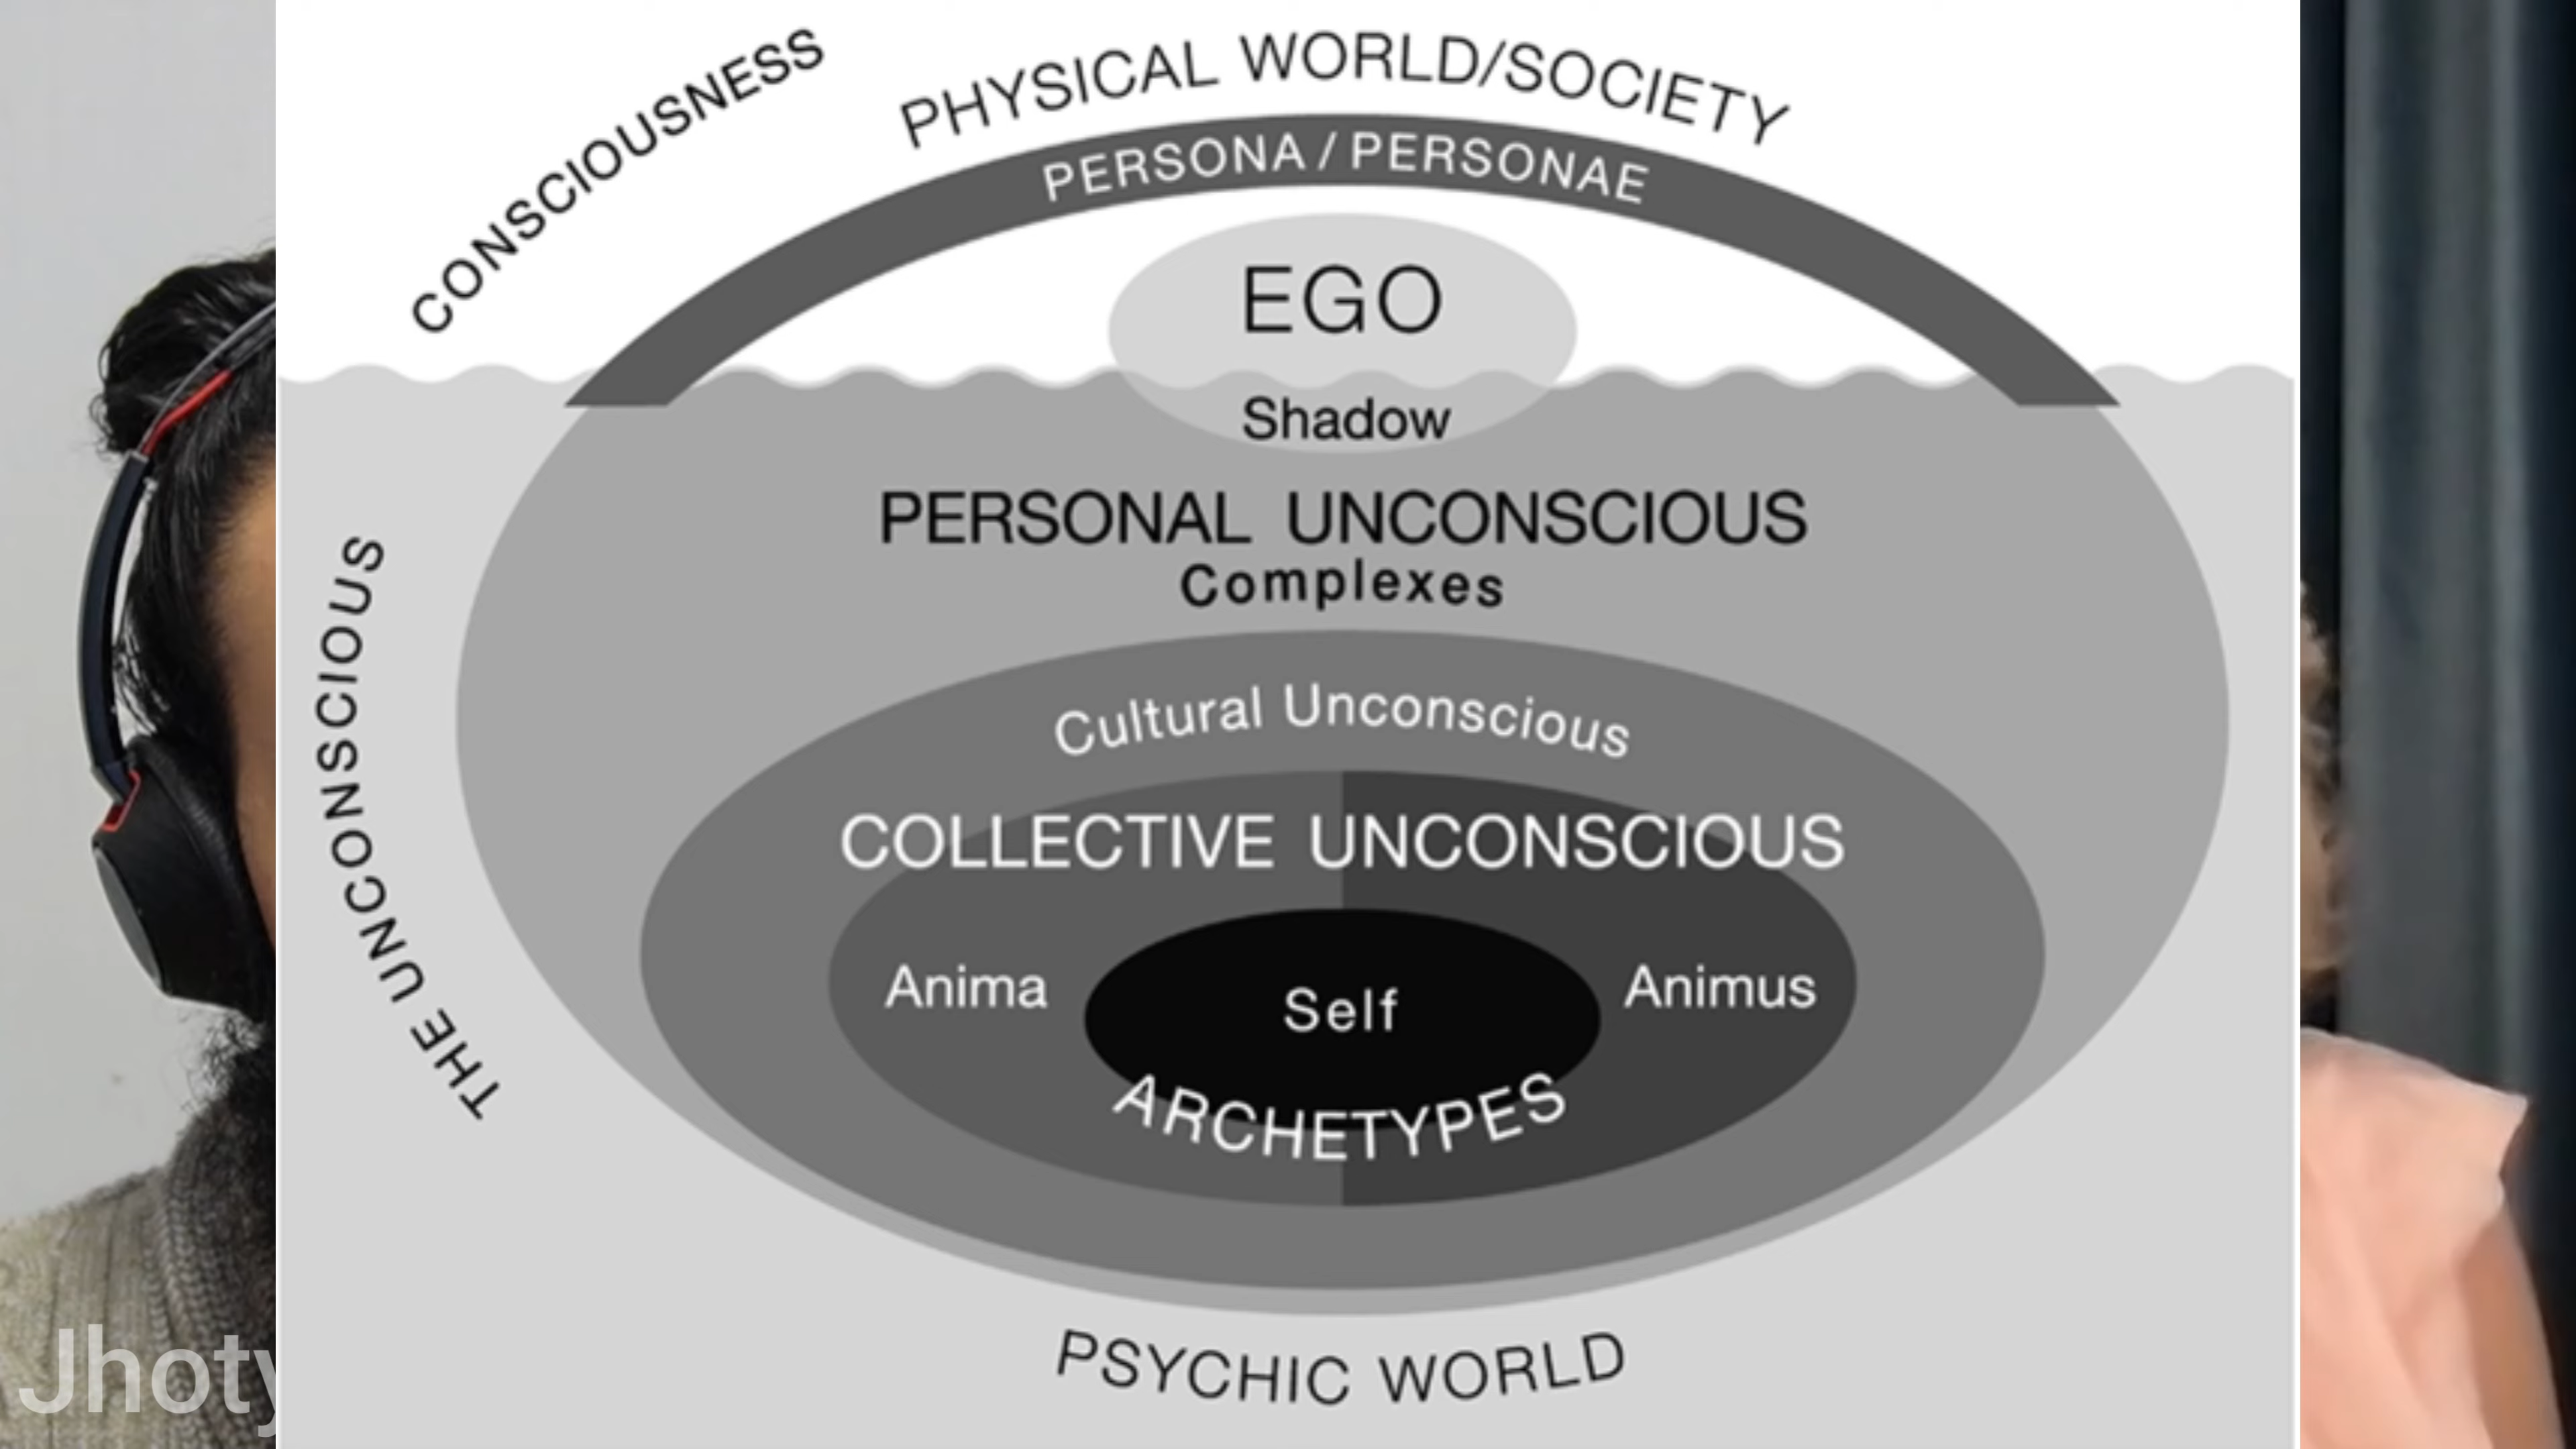 CONSCIOUSNESS
PHYSICAL WORLD/SOCIETY
PERSONA / PERSONAE
EGO
Shadow
PERSONAL UNCONSCIOUS
Complexes
THE UNCONSCIOUS
Cultural Unconscious
COLLECTIVE UNCONSCIOUS
Anima
Self
Animus
ARCHETYPES
PSYCHIC WORLD
Jhoty